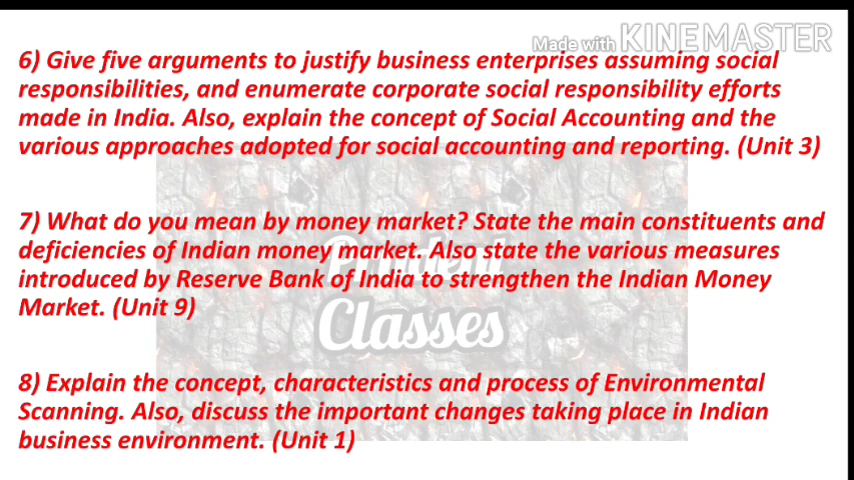 Made with KINEMASTER
6) Give five arguments to justify business enterprises assuming social
responsibilities, and enumerate corporate social responsibility efforts
made in India. Also, explain the concept of Social Accounting and the
various approaches adopted for social accounting and reporting. (Unit 3)
7) What do you mean by money market? State the main constituents and
deficiencies of Indian money market. Also state the various measures
introduced by Reserve Bank of India to strengthen the Indian Money
Market. (Unit 9)
Classes
8) Explain the concept, characteristics and process of Environmental
Scanning. Also, discuss the important changes taking place in Indian
business environment. (Unit 1)